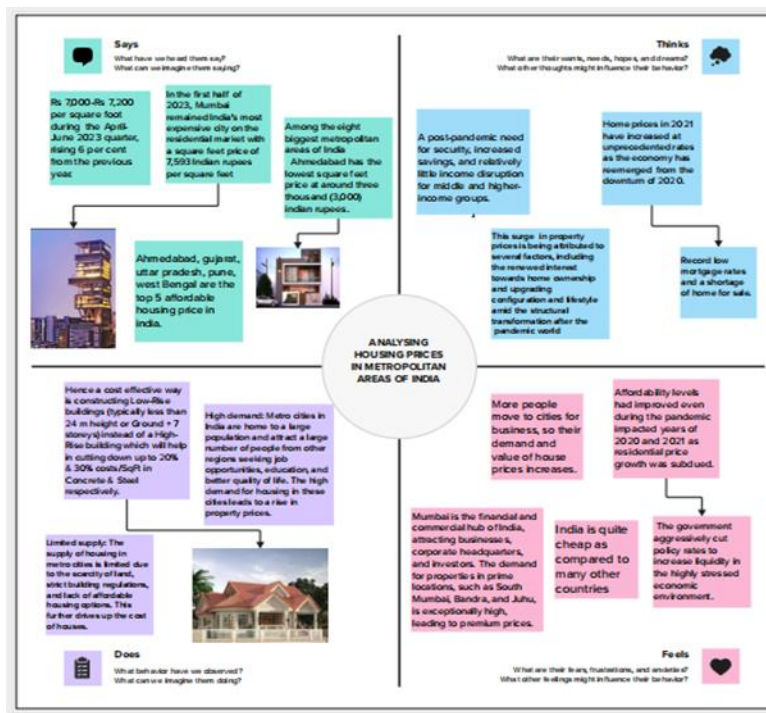 Says
What have we heard them say?
What can we imagine them saying?
Rs 7,000-Rs 7,200
per square foot
during the April-
June 2023 quarter,
rising 6 per cent
from the previous
year.
In the first half of
2023, Mumbai
remained India's most
expensive city on the
residential market with
a square feet price of
7,593 Indian rupees
per square feet
Among the eight
biggest metropolitan
areas of India
Ahmedabad has the
lowest square feet
price at around three
thousand (3,000)
indian rupees.
Ahmedabad, gujarat,
uttar pradesh, pune,
west Bengal are the
top 5 affordable
housing price in
india.
Thinks
What are their wants, needs, hopes, and dreams?
What other thoughts might influence their behavior?
A post-pandemic need
for security, increased
savings, and relatively
little income disruption
for middle and higher-
income groups.
Home prices in 2021
have increased at
unprecedented rates
as the economy has
reemerged from the
downturn of 2020.
This surge in property
prices is being attributed to
several factors, including
the renewed interest
towards home ownership
and upgrading
configuration and lifestyle
amid the structural
transformation after the
pandemic world
Record low
mortgage rates
and a shortage
of home for sale.
ANALYSING
HOUSING PRICES
IN METROPOLITAN
AREAS OF INDIA
Hence a cost effective way
is constructing Low-Rise
buildings (typically less than
24 m height or Ground + 7
storeys) instead of a High-
Rise building which will help
in cutting down up to 20%
& 30% costs/SqFt in
Concrete & Steel
respectively.
High demand: Metro cities in
India are home to a large
population and attract a large
number of people from other
regions seeking job
opportunities, education, and
better quality of life. The high
demand for housing in these
cities leads to a rise in
property prices.
Limited supply: The
supply of housing in
metro cities is limited due
to the scarcity of land,
strict building regulations,
and lack of affordable
housing options. This
further drives up the cost
of houses.
Does
What behavior have we observed?
What can we imagine them doing?
More people
move to cities for
business, so their
demand and
value of house
prices increases.
Affordability levels
had improved even
during the pandemic
impacted years of
2020 and 2021 as
residential price
growth was subdued.
Mumbai is the financial and
commercial hub of India,
attracting businesses,
corporate headquarters,
and investors. The demand
for properties in prime
locations, such as South
Mumbai, Bandra, and Juhu,
is exceptionally high,
leading to premium prices.
India is quite
cheap as
compared to
many other
countries
The government
aggressively cut
policy rates to
increase liquidity in
the highly stressed
economic
environment.
Feels
What are their fears, frustrations, and anxieties?
What other feelings might influence their behavior?